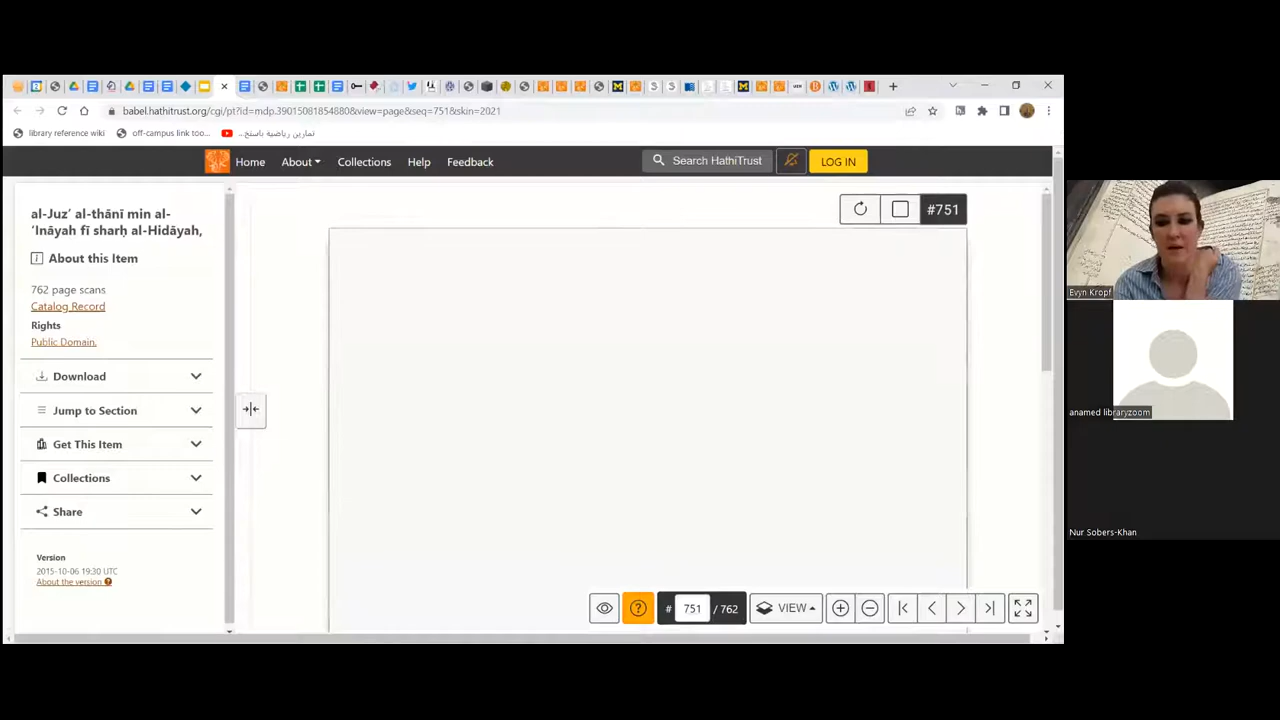 babel.hathitrust.org/cgi/pt?id=mdp.39015081854880&view=page&seq=751&skin=2021
library reference wiki
off-campus link too...
تمارين رياضية باستخ...
Home
About
Collections
Help
Feedback
Search HathiTrust
LOG IN
al-Juzʼ al-thānī min al-
ʻInāyah fī sharḥ al-Hidāyah,
About this Item
762 page scans
Catalog Record
Rights
Public Domain.
Download
Jump to Section
Get This Item
Collections
Share
Version
2015-10-06 19:30 UTC
About the version
#751
# 751 / 762
VIEW
Evyn Kropf
anamed libraryzoom
Nur Sobers-Khan